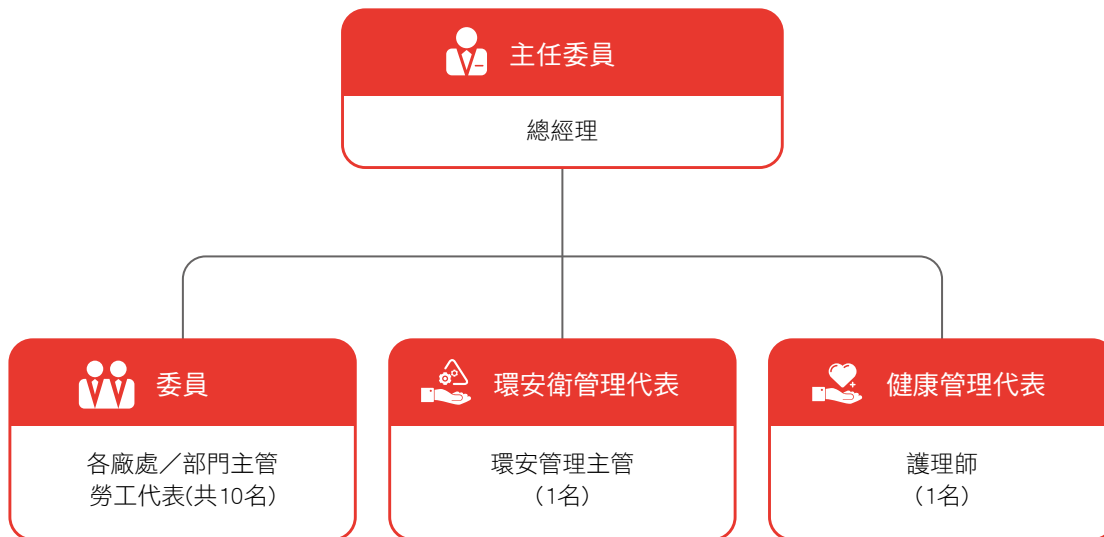 主任委員
總經理
委員
各廠處／部門主管
勞工代表(共10名)
環安衛管理代表
環安管理主管
（1名）
健康管理代表
護理師
（1名）